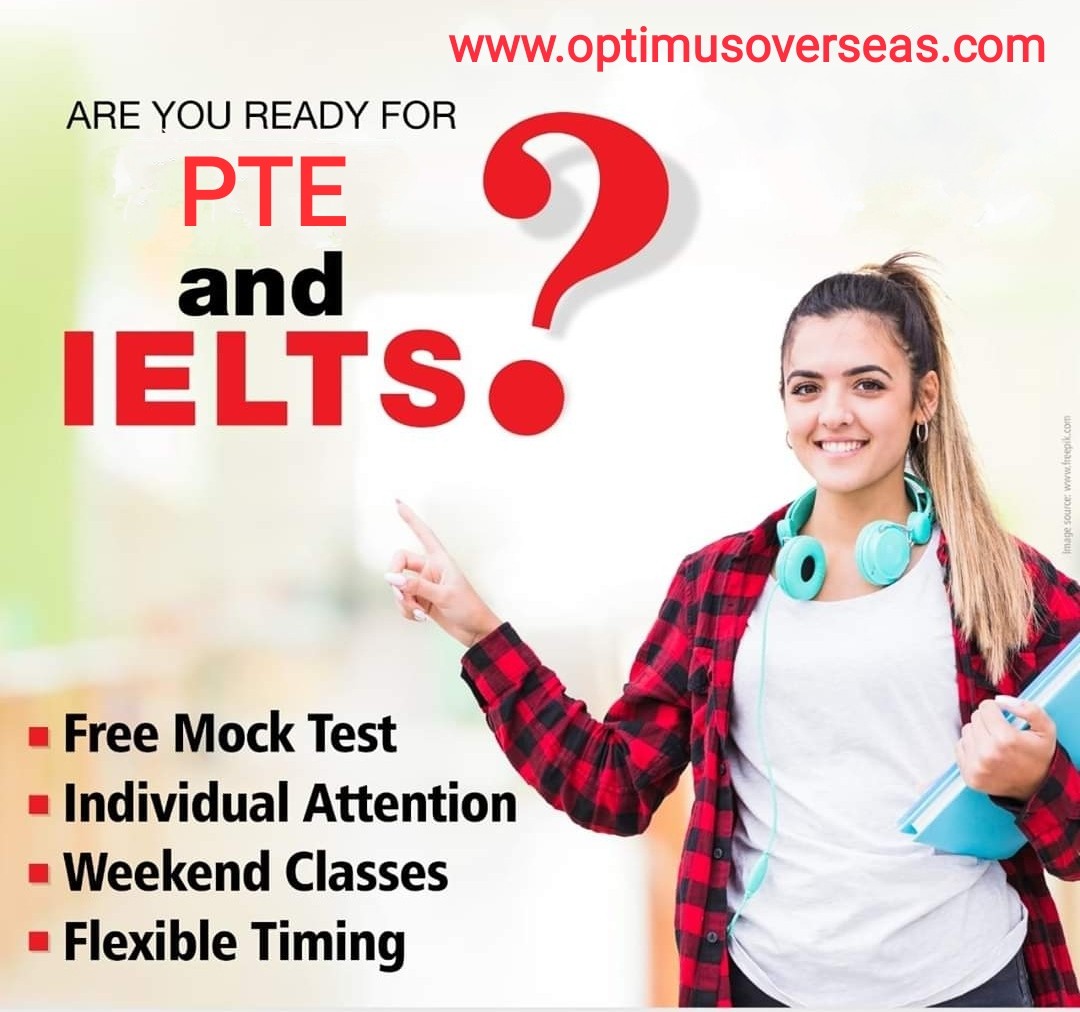 www.optimusoverseas.com
ARE YOU READY FOR
PTE
and
IELTS?
Free Mock Test
Individual Attention
Weekend Classes
Flexible Timing
Image source: www.freepik.com